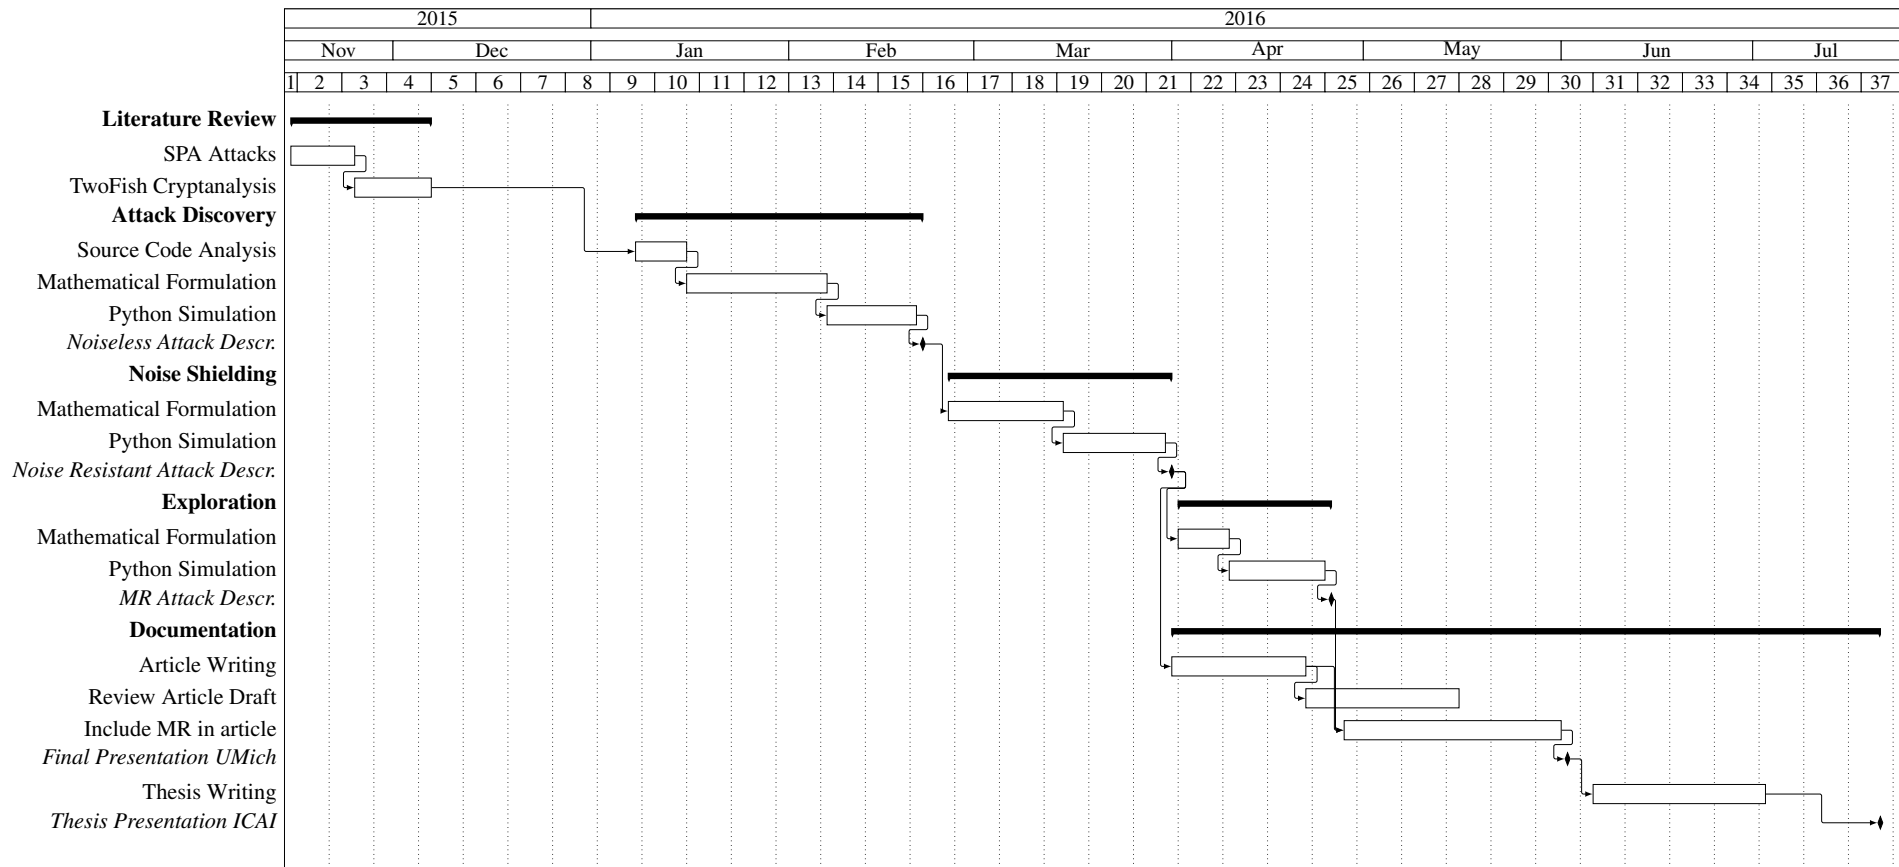 2015 2016
Nov Dec Jan Feb Mar Apr May Jun Jul
1 2 3 4 5 6 7 8 9 10 11 12 13 14 15 16 17 18 19 20 21 22 23 24 25 26 27 28 29 30 31 32 33 34 35 36 37
Literature Review
SPA Attacks
TwoFish Cryptanalysis
Attack Discovery
Source Code Analysis
Mathematical Formulation
Python Simulation
Noiseless Attack Descr.
Noise Shielding
Mathematical Formulation
Python Simulation
Noise Resistant Attack Descr.
Exploration
Mathematical Formulation
Python Simulation
MR Attack Descr.
Documentation
Article Writing
Review Article Draft
Include MR in article
Final Presentation UMich
Thesis Writing
Thesis Presentation ICAI